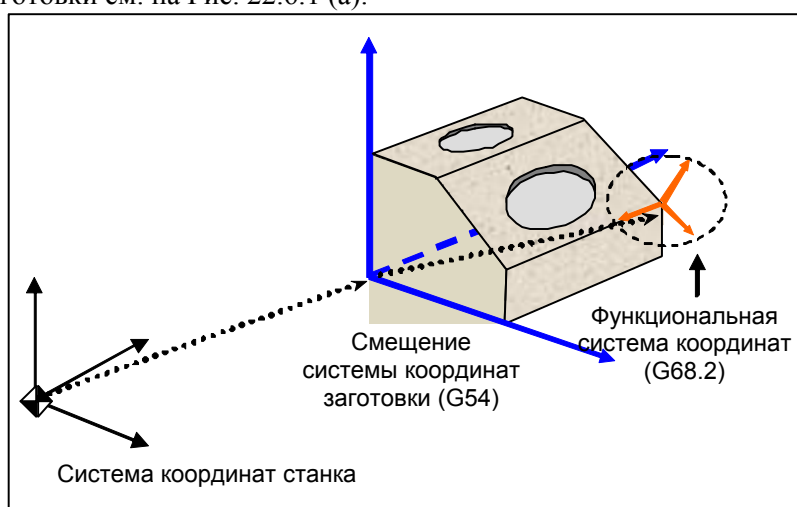 готовки см. на Рис. 22.6.1 (а).
Смещение
системы координат
заготовки (G54)
Функциональная
система координат
(G68.2)
Система координат станка